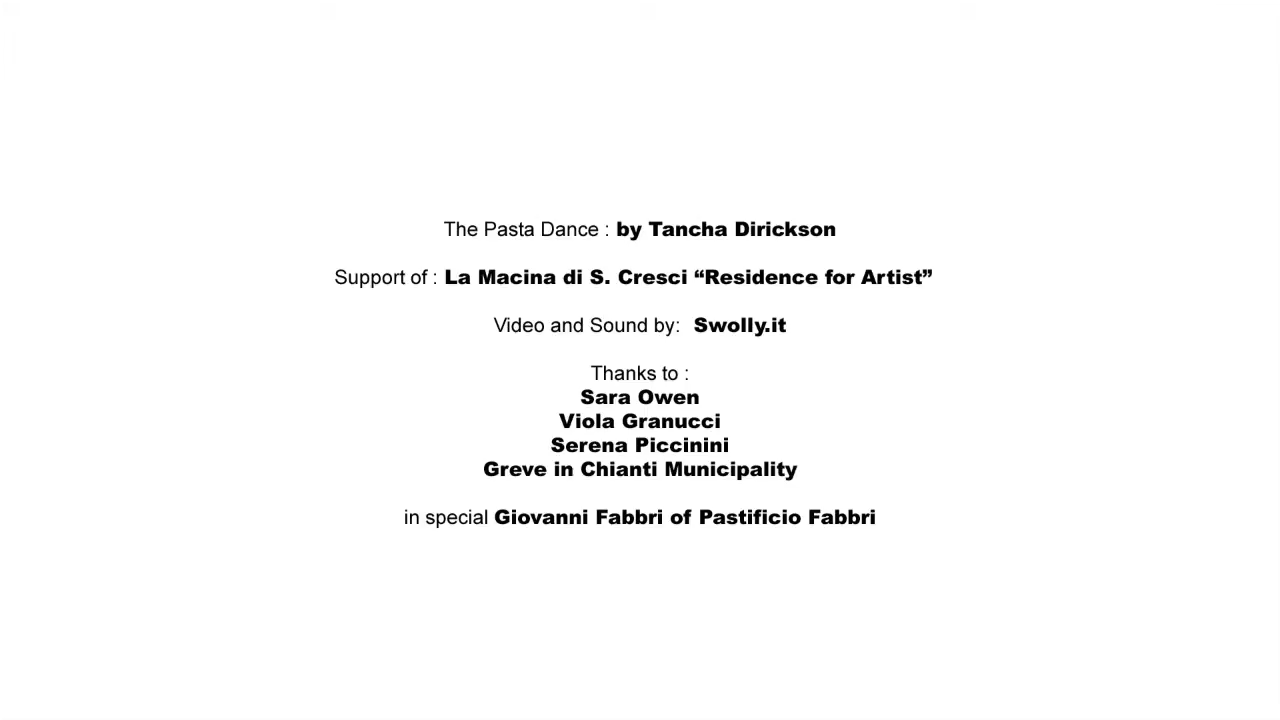 The Pasta Dance : by Tancha Dirickson
Support of : La Macina di S. Cresci “Residence for Artist”
Video and Sound by:  Swolly.it
Thanks to :
Sara Owen
Viola Granucci
Serena Piccinini
Greve in Chianti Municipality
in special Giovanni Fabbri of Pastificio Fabbri